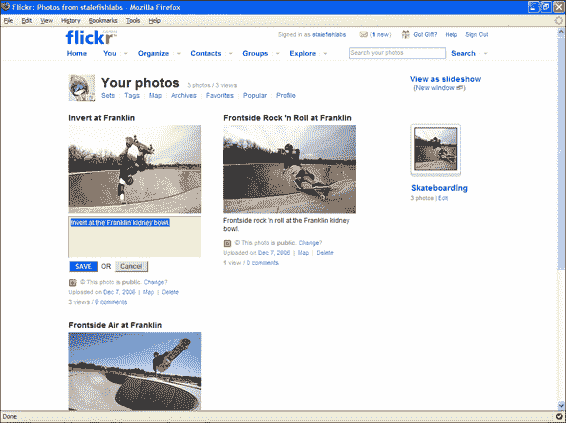 Flickr: Photos from stalefishlabs - Mozilla Firefox
File Edit View History Bookmarks Tools Help
flickr
Signed in as stalefishlabs (1 new) Got Gift? Help Sign Out
Home You Organize Contacts Groups Explore Search your photos Search
Your photos 3 photos / 3 views
Sets Tags Map Archives Favorites Popular Profile
View as slideshow
(New window)
Invert at Franklin
Frontside Rock 'n Roll at Franklin
Skateboarding
3 photos | Edit
Invert at the Franklin kidney bowl.
SAVE OR Cancel
© This photo is public. Change?
Uploaded on Dec 7, 2006 | Map | Delete
3 views / 0 comments
Frontside rock 'n roll at the Franklin kidney
bowl.
© This photo is public. Change?
Uploaded on Dec 7, 2006 | Map | Delete
1 view / 0 comments
Frontside Air at Franklin
Done